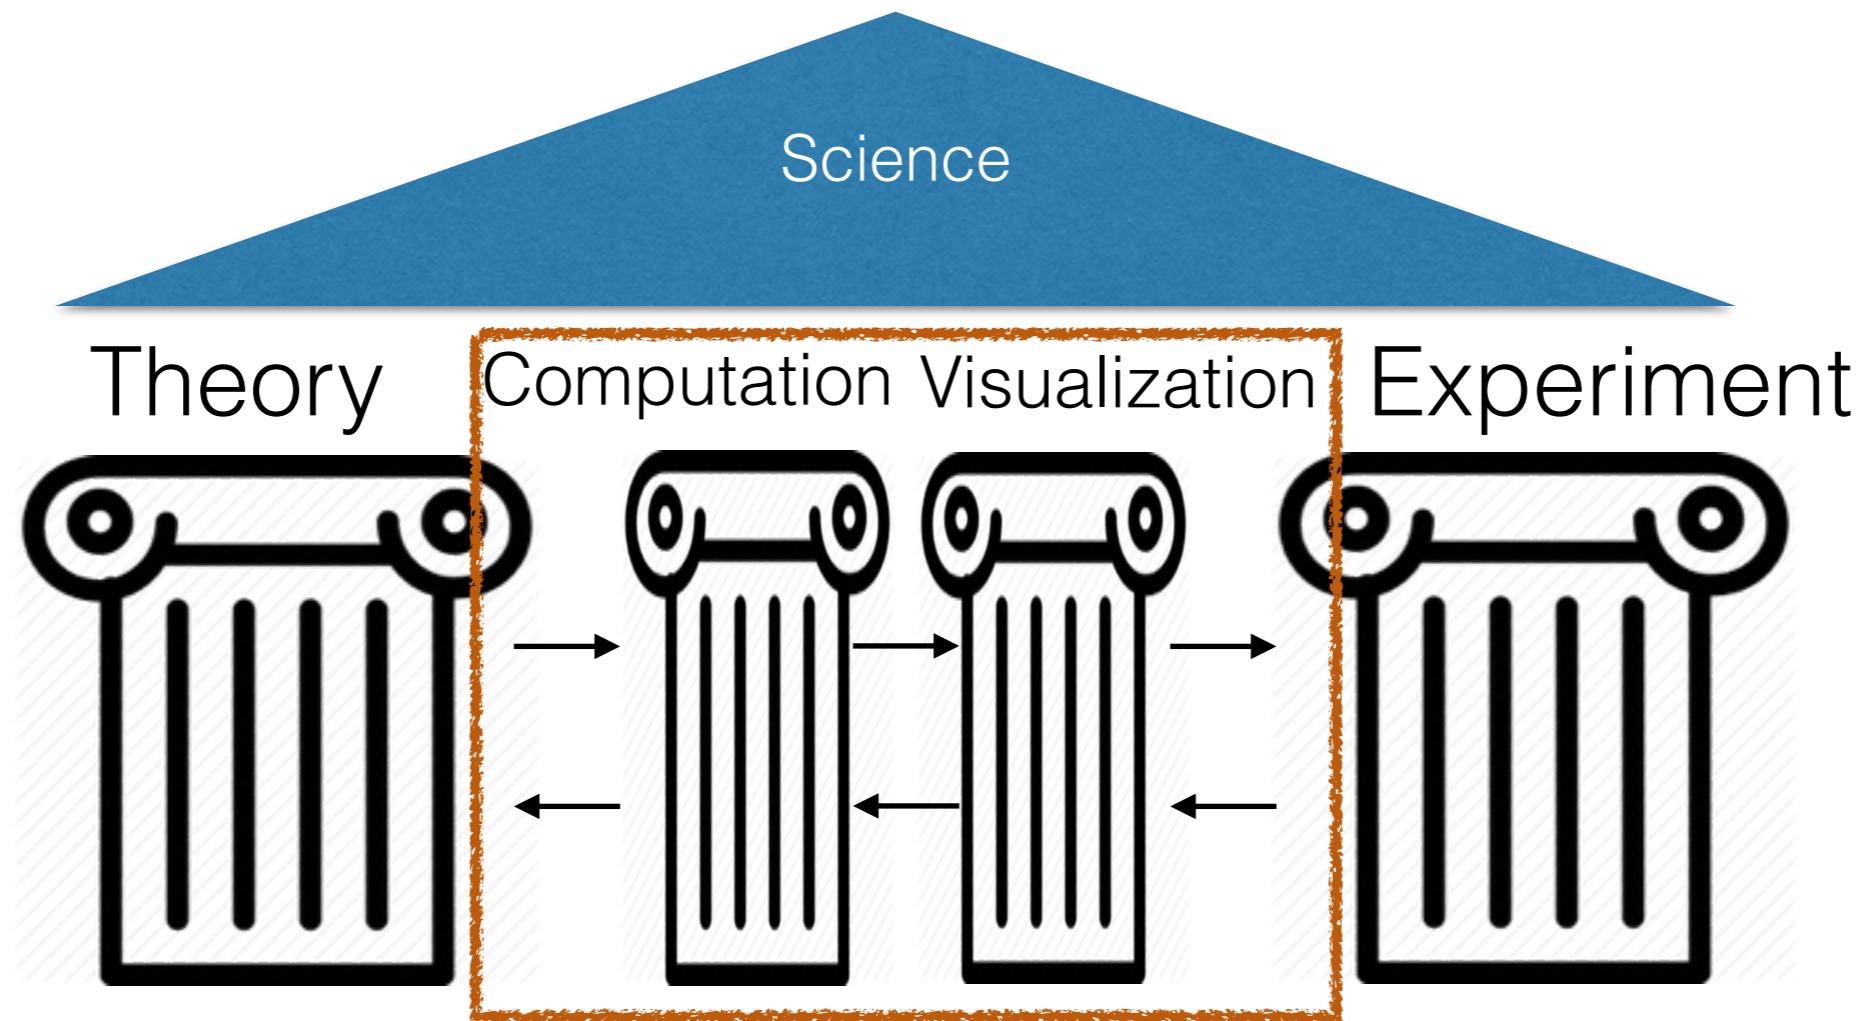 Science
Theory
Computation
Visualization
Experiment